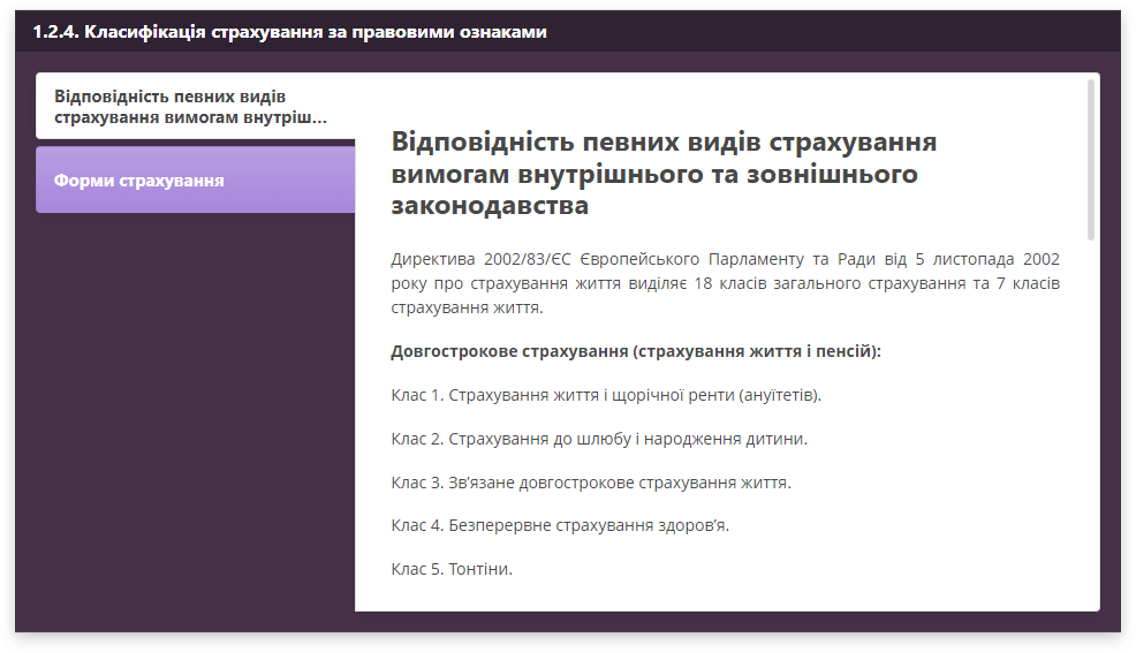 1.2.4. Класифікація страхування за правовими ознаками
Відповідність певних видів
страхування вимогам внутріш...
Форми страхування
Відповідність певних видів страхування
вимогам внутрішнього та зовнішнього
законодавства
Директива 2002/83/ЄС Європейського Парламенту та Ради від 5 листопада 2002
року про страхування життя виділяє 18 класів загального страхування та 7 класів
страхування життя.
Довгострокове страхування (страхування життя і пенсій):
Клас 1. Страхування життя і щорічної ренти (ануїтетів).
Клас 2. Страхування до шлюбу і народження дитини.
Клас 3. Зв’язане довгострокове страхування життя.
Клас 4. Безперервне страхування здоров’я.
Клас 5. Тонтіни.